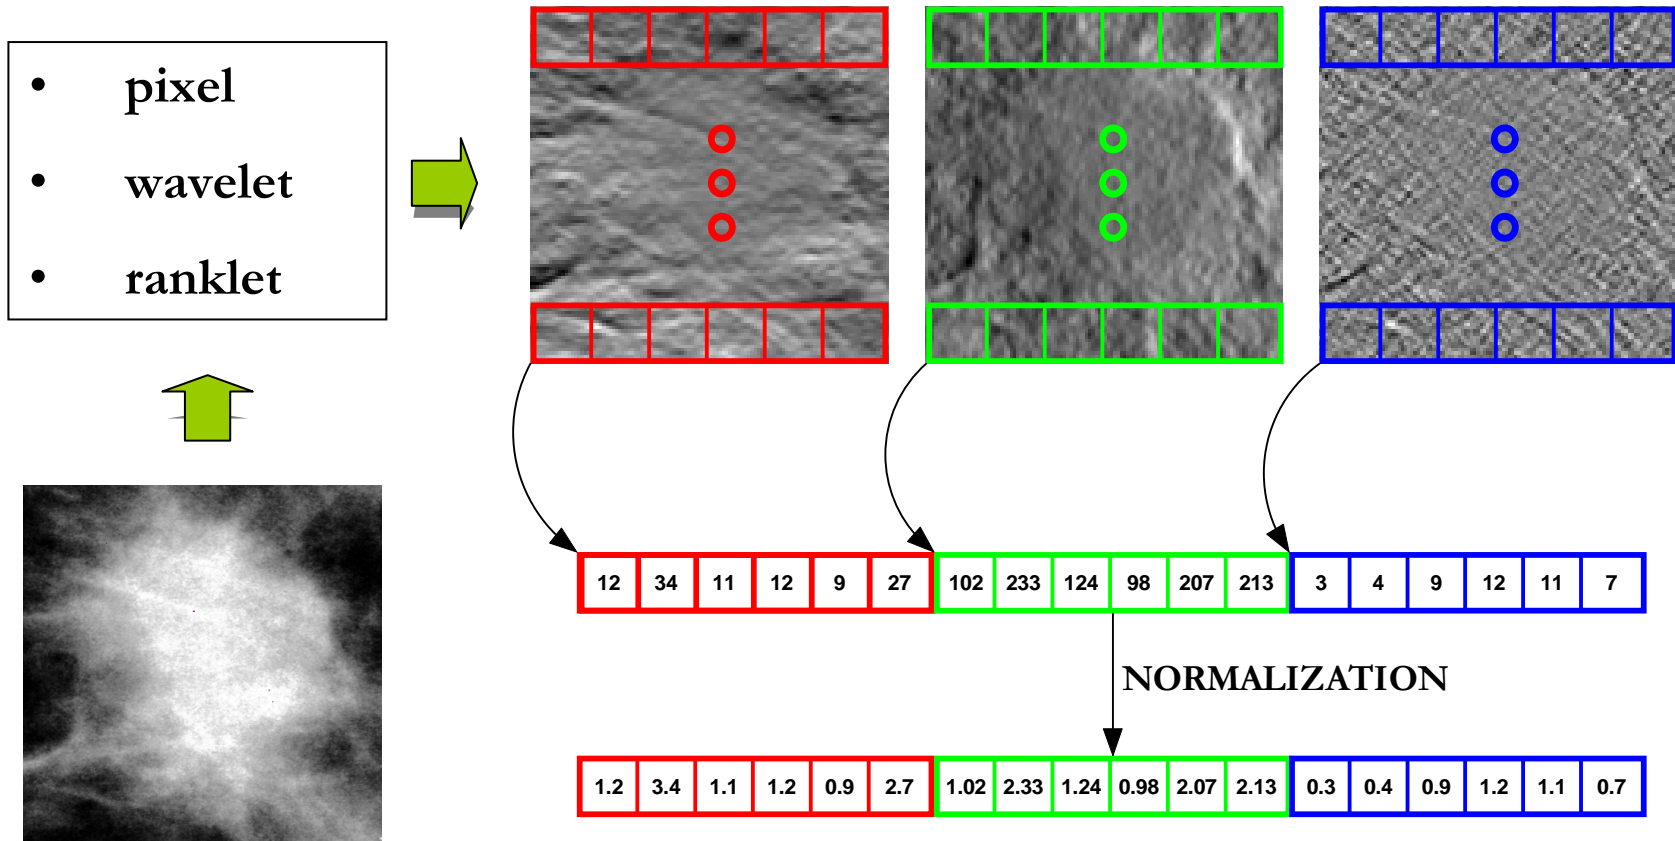 • pixel
• wavelet
• ranklet
12 34 11 12 9 27 102 233 124 98 207 213 3 4 9 12 11 7
NORMALIZATION
1.2 3.4 1.1 1.2 0.9 2.7 1.02 2.33 1.24 0.98 2.07 2.13 0.3 0.4 0.9 1.2 1.1 0.7